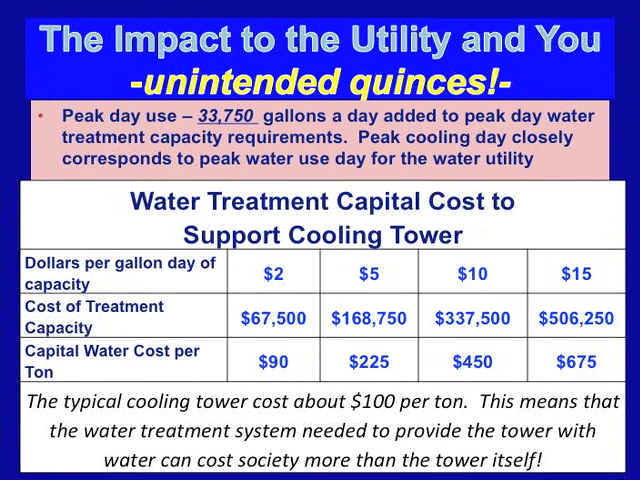 The Impact to the Utility and You
-unintended quinces!-
• Peak day use – 33,750 gallons a day added to peak day water
treatment capacity requirements. Peak cooling day closely
corresponds to peak water use day for the water utility
Water Treatment Capital Cost to
Support Cooling Tower
Dollars per gallon day of capacity $2 $5 $10 $15
Cost of Treatment Capacity $67,500 $168,750 $337,500 $506,250
Capital Water Cost per Ton $90 $225 $450 $675
The typical cooling tower cost about $100 per ton. This means that
the water treatment system needed to provide the tower with
water can cost society more than the tower itself!